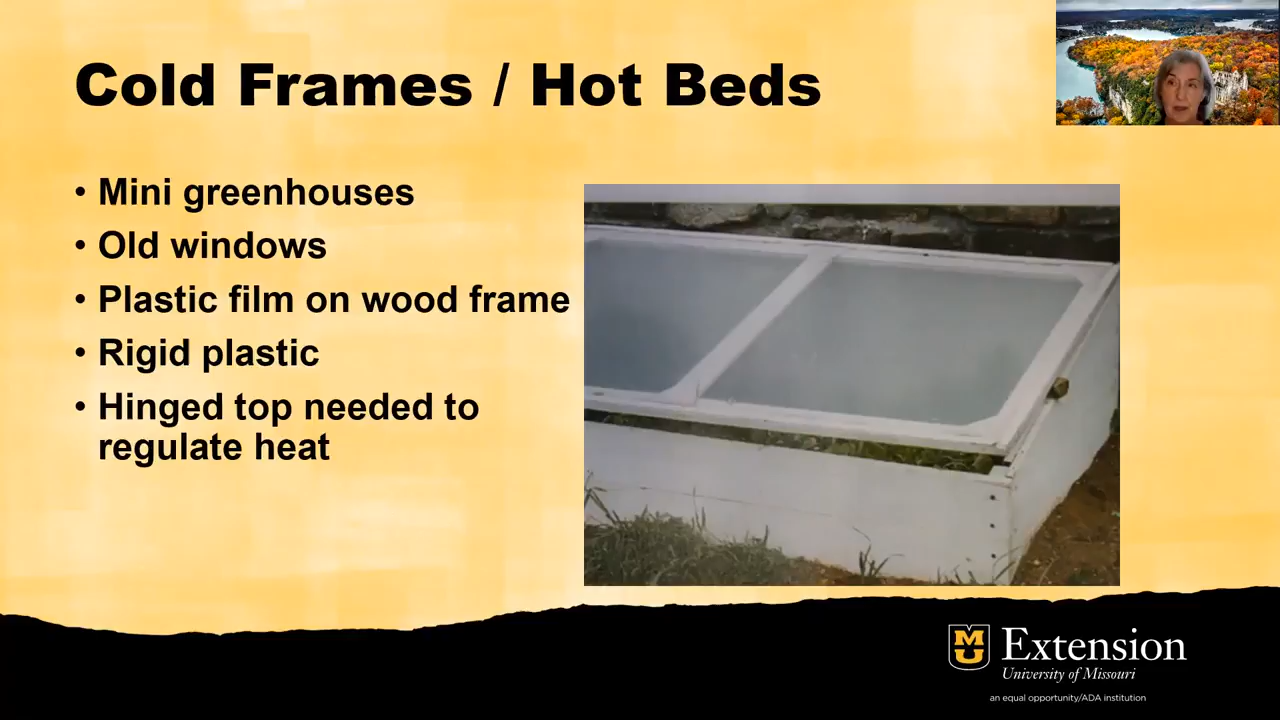 Cold Frames / Hot Beds
• Mini greenhouses
• Old windows
• Plastic film on wood frame
• Rigid plastic
• Hinged top needed to
regulate heat
MU Extension
University of Missouri
an equal opportunity/ADA institution